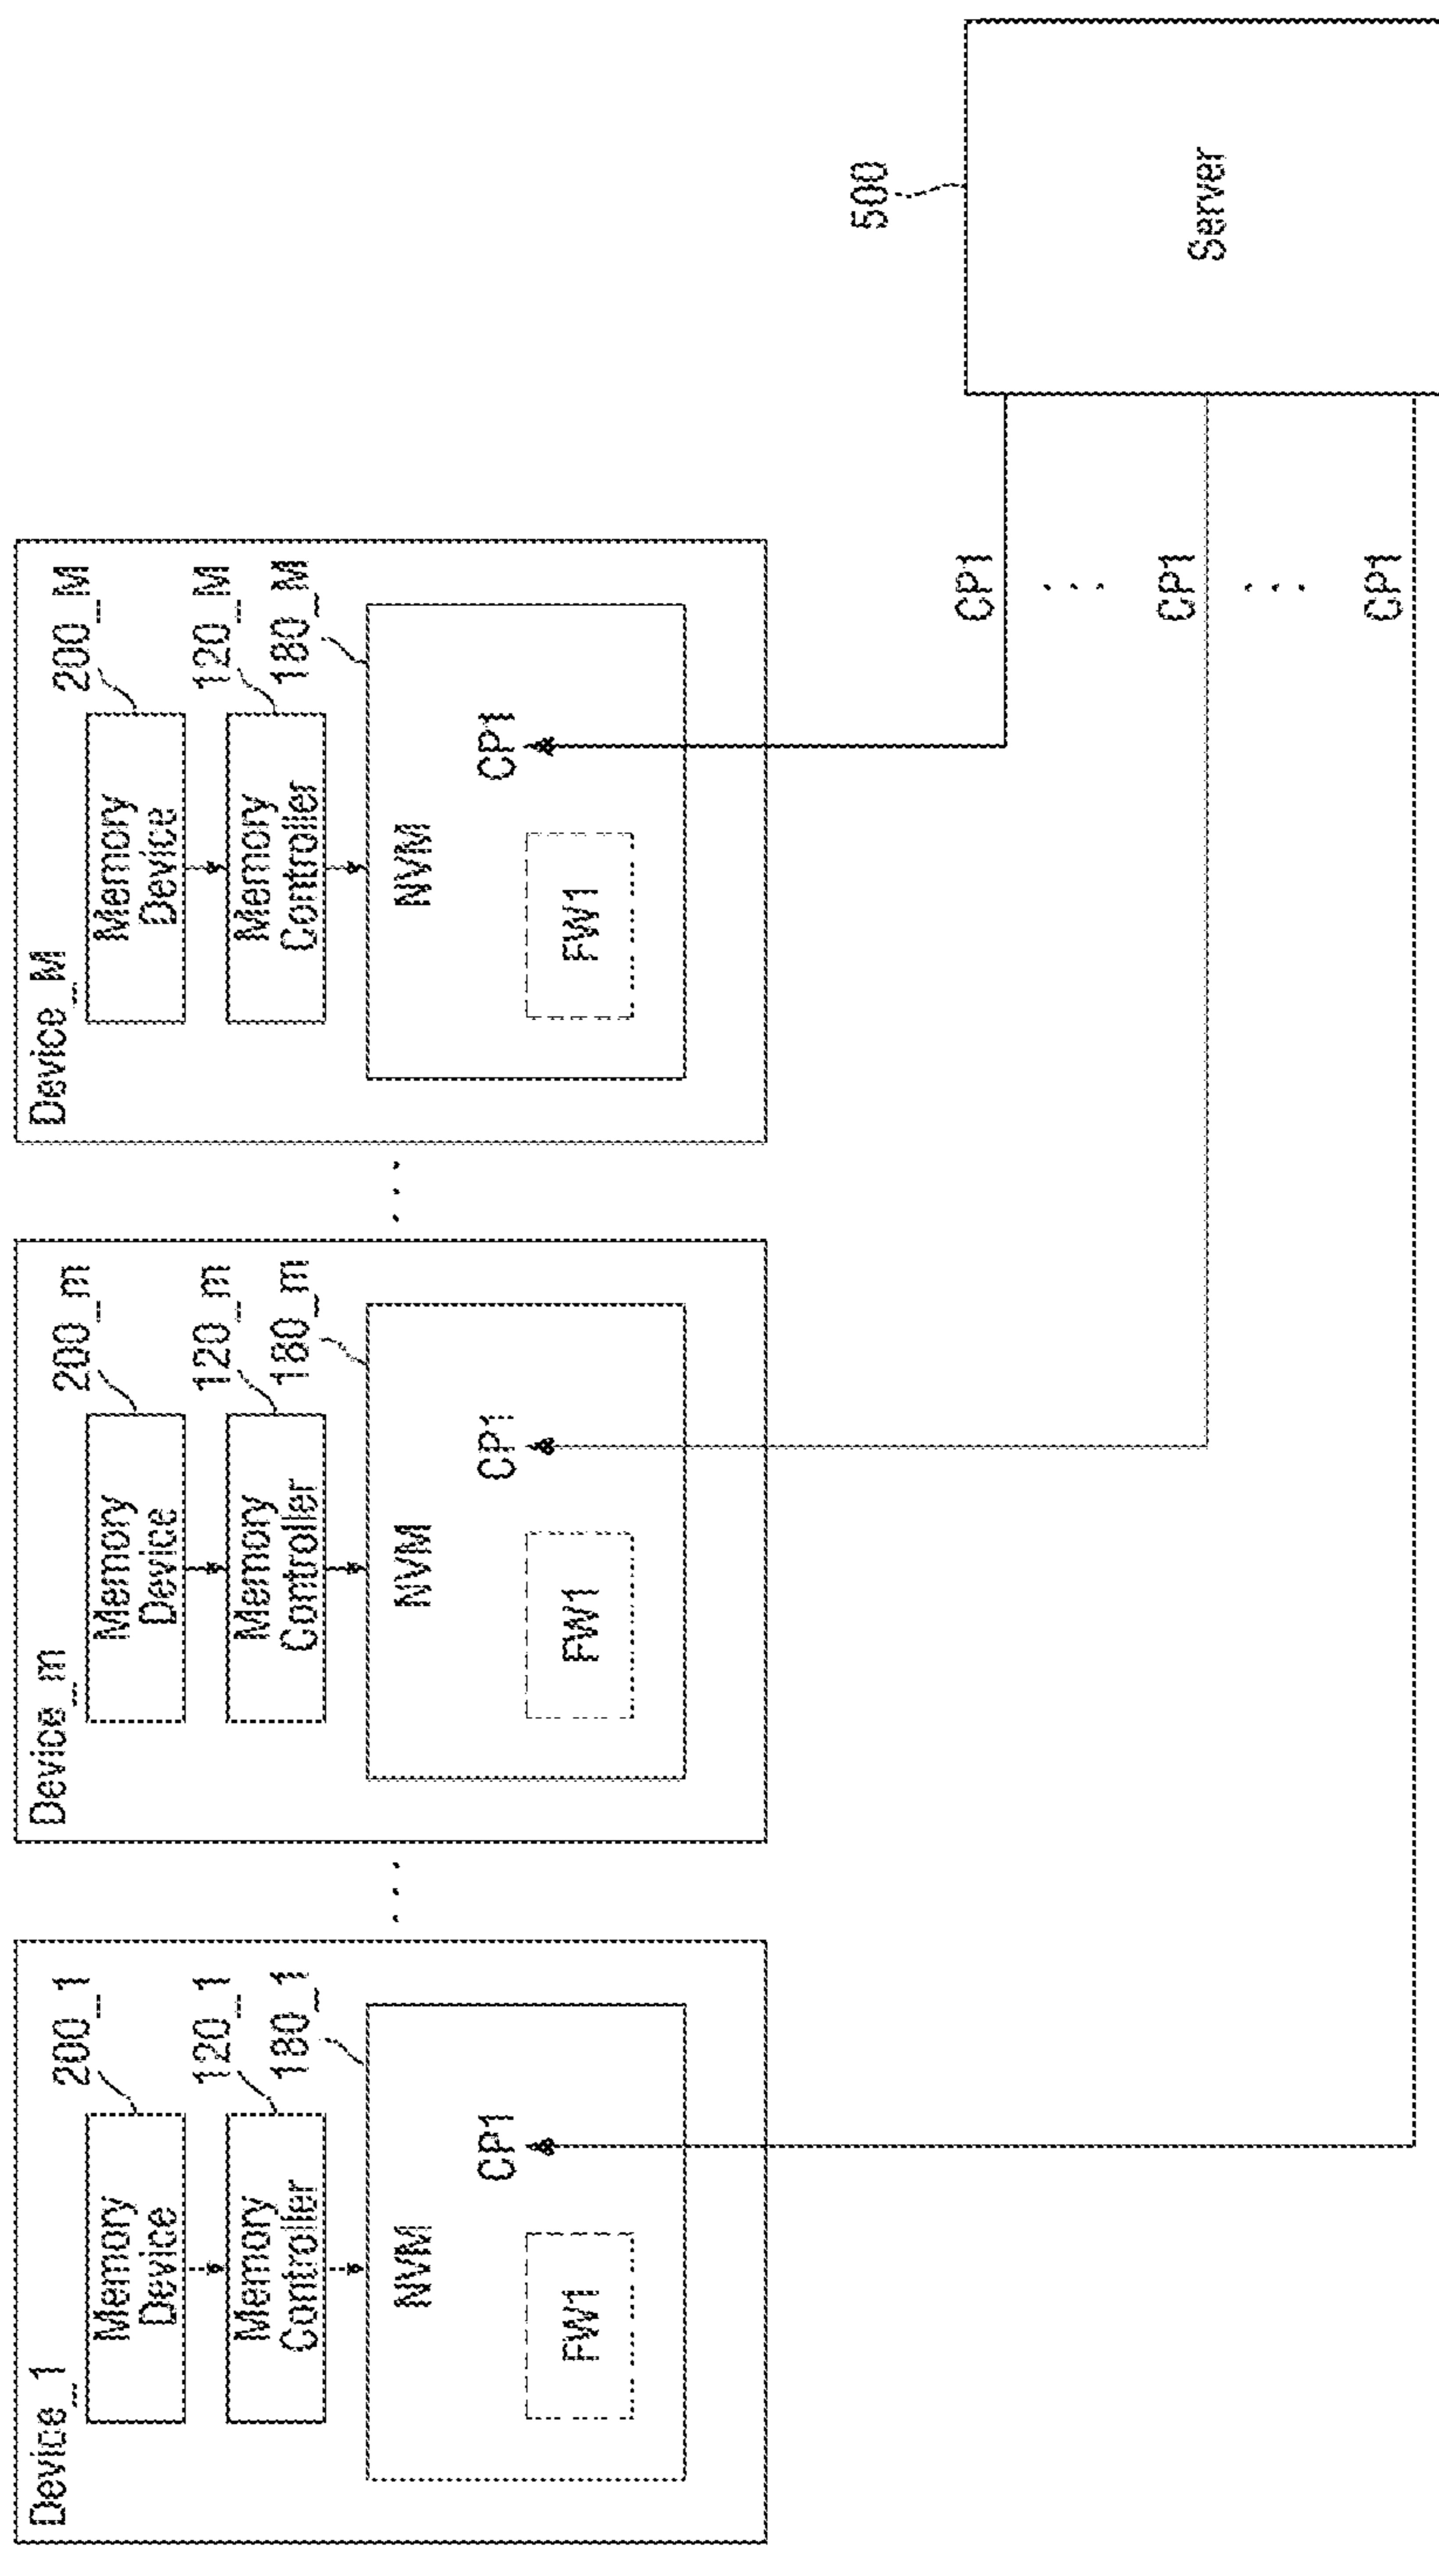 Device_1
200_1
Memory
Device
120_1
Memory
Controller
180_1
NVM
CP1
FW1
Device_m
200_m
Memory
Device
120_m
Memory
Controller
180_m
NVM
CP1
FW1
Device_M
200_M
Memory
Device
120_M
Memory
Controller
180_M
NVM
CP1
FW1
500
Server
CP1
. . .
CP1
. . .
CP1